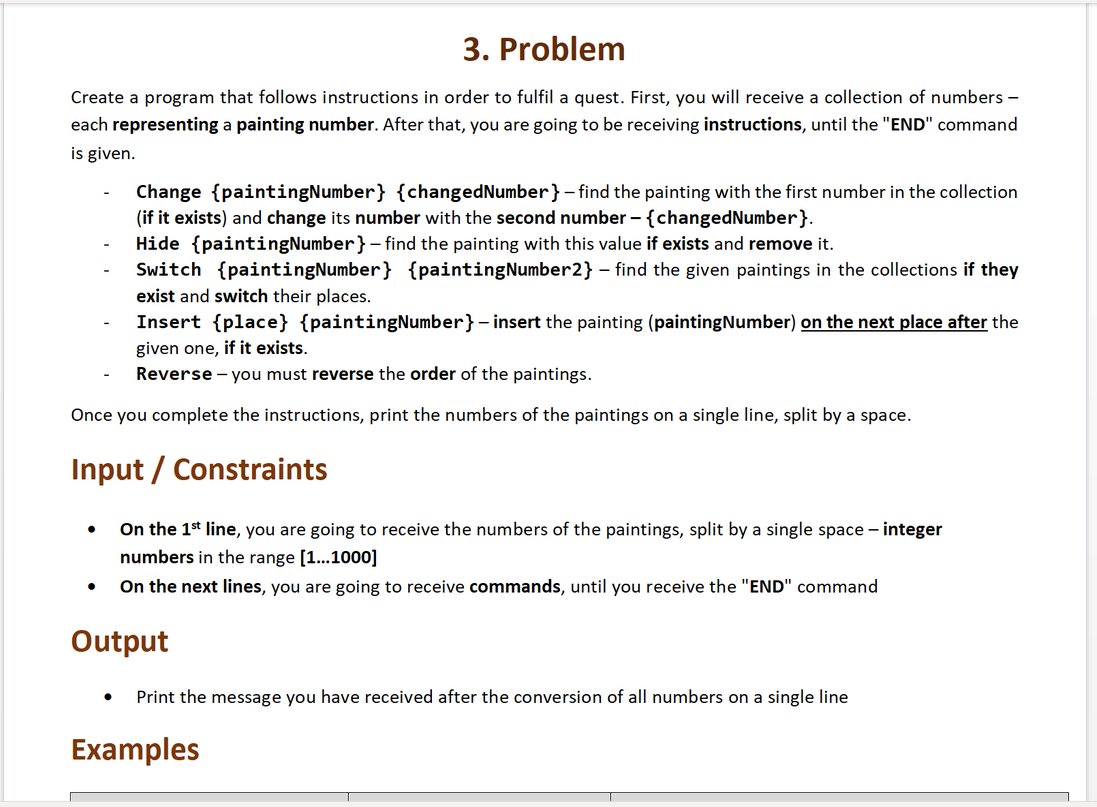 3. Problem
Create a program that follows instructions in order to fulfil a quest. First, you will receive a collection of numbers –
each representing a painting number. After that, you are going to be receiving instructions, until the "END" command
is given.
- Change {paintingNumber} {changedNumber} – find the painting with the first number in the collection
(if it exists) and change its number with the second number – {changedNumber}.
- Hide {paintingNumber} – find the painting with this value if exists and remove it.
- Switch {paintingNumber} {paintingNumber2} – find the given paintings in the collections if they
exist and switch their places.
- Insert {place} {paintingNumber} – insert the painting (paintingNumber) on the next place after the
given one, if it exists.
- Reverse – you must reverse the order of the paintings.
Once you complete the instructions, print the numbers of the paintings on a single line, split by a space.
Input / Constraints
• On the 1st line, you are going to receive the numbers of the paintings, split by a single space – integer
numbers in the range [1…1000]
• On the next lines, you are going to receive commands, until you receive the "END" command
Output
• Print the message you have received after the conversion of all numbers on a single line
Examples